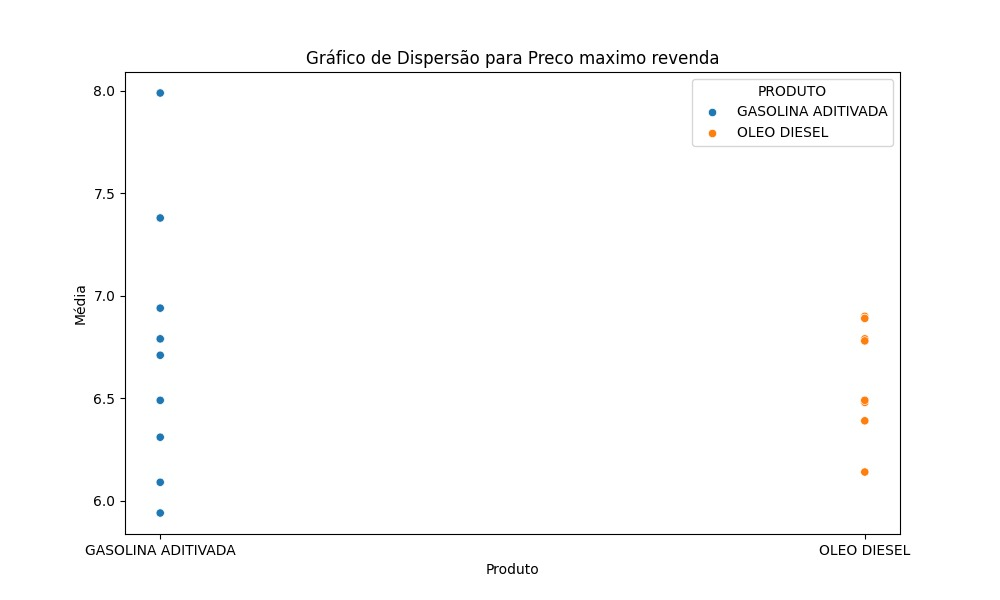 Gráfico de Dispersão para Preco maximo revenda
PRODUTO
GASOLINA ADITIVADA
OLEO DIESEL
8.0
7.5
7.0
6.5
6.0
Média
GASOLINA ADITIVADA
OLEO DIESEL
Produto